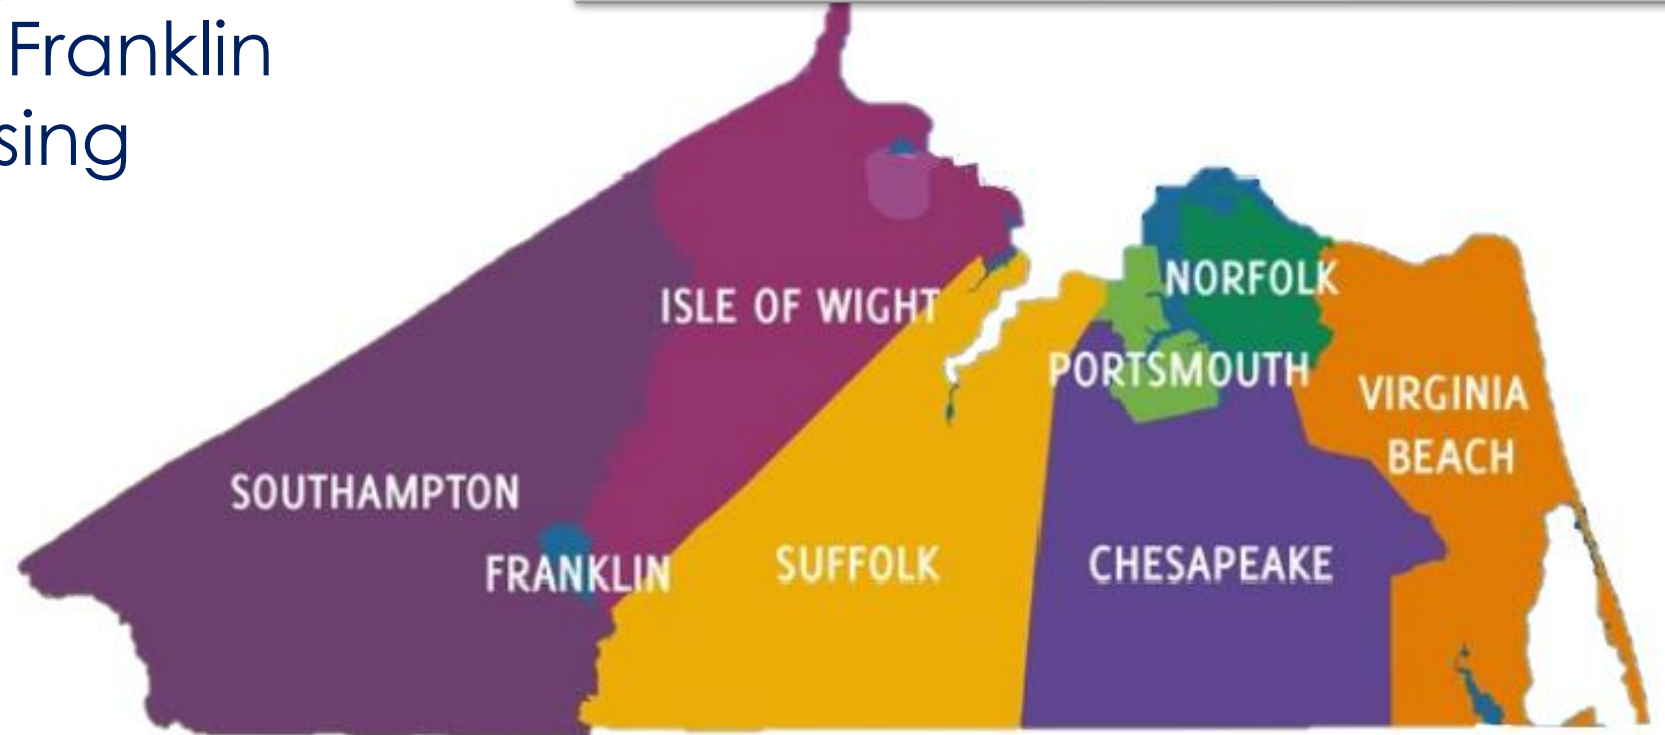 Franklin
sing
ISLE OF WIGHT
NORFOLK
PORTSMOUTH
VIRGINIA
BEACH
SOUTHAMPTON
FRANKLIN
SUFFOLK
CHESAPEAKE